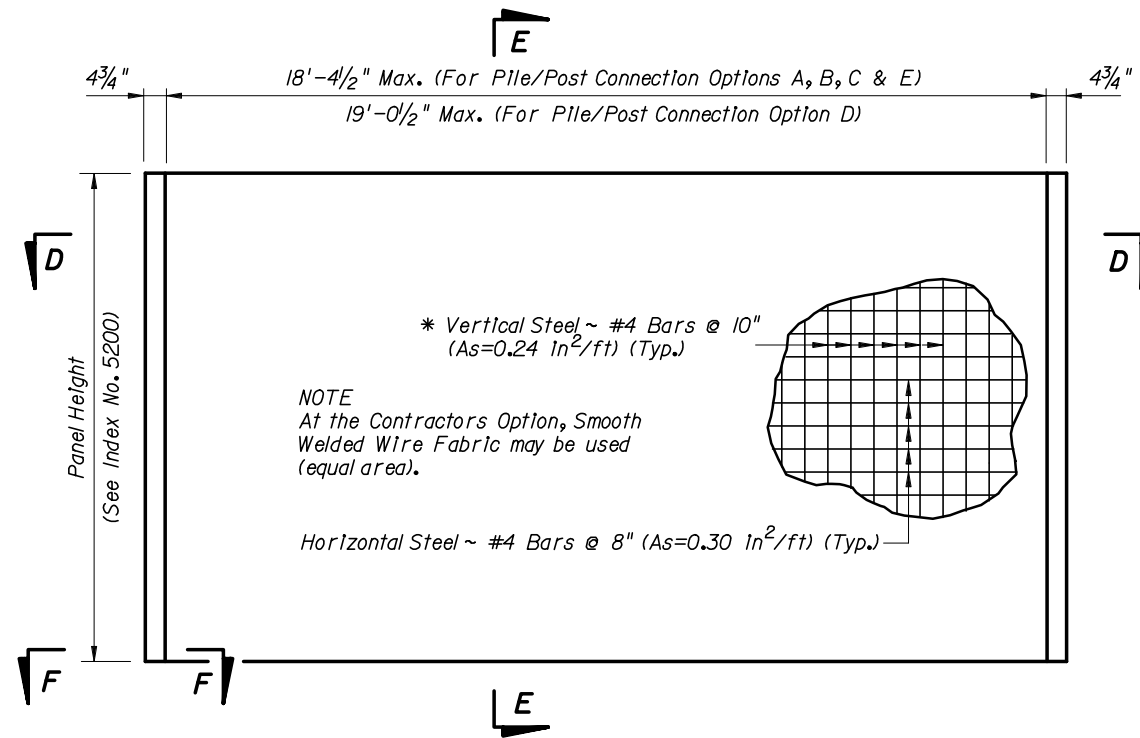 E
4¾"
18'-4½" Max. (For Pile/Post Connection Options A, B, C & E)
4¾"
19'-0½" Max. (For Pile/Post Connection Option D)
D
D
* Vertical Steel ~ #4 Bars @ 10"
(As=0.24 in²/ft) (Typ.)
Panel Height
(See Index No. 5200)
NOTE
At the Contractors Option, Smooth
Welded Wire Fabric may be used
(equal area).
Horizontal Steel ~ #4 Bars @ 8" (As=0.30 in²/ft) (Typ.)
F
F
E